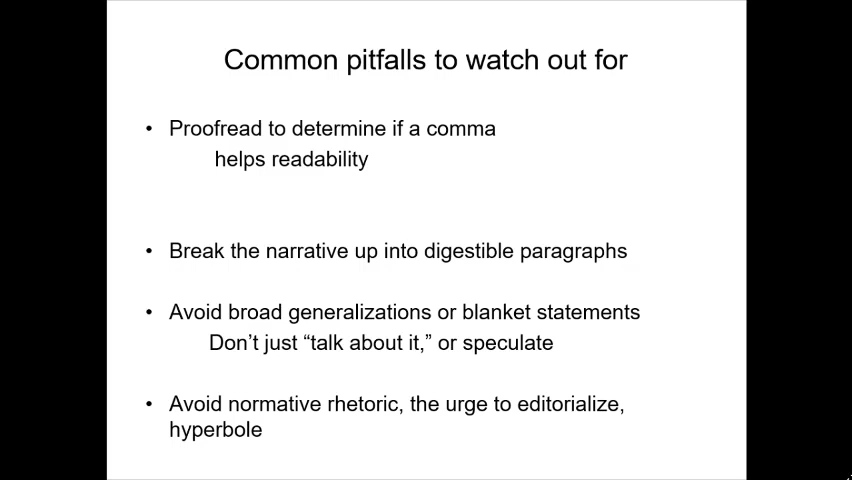 Common pitfalls to watch out for
• Proofread to determine if a comma
helps readability
• Break the narrative up into digestible paragraphs
• Avoid broad generalizations or blanket statements
Don’t just “talk about it,” or speculate
• Avoid normative rhetoric, the urge to editorialize,
hyperbole